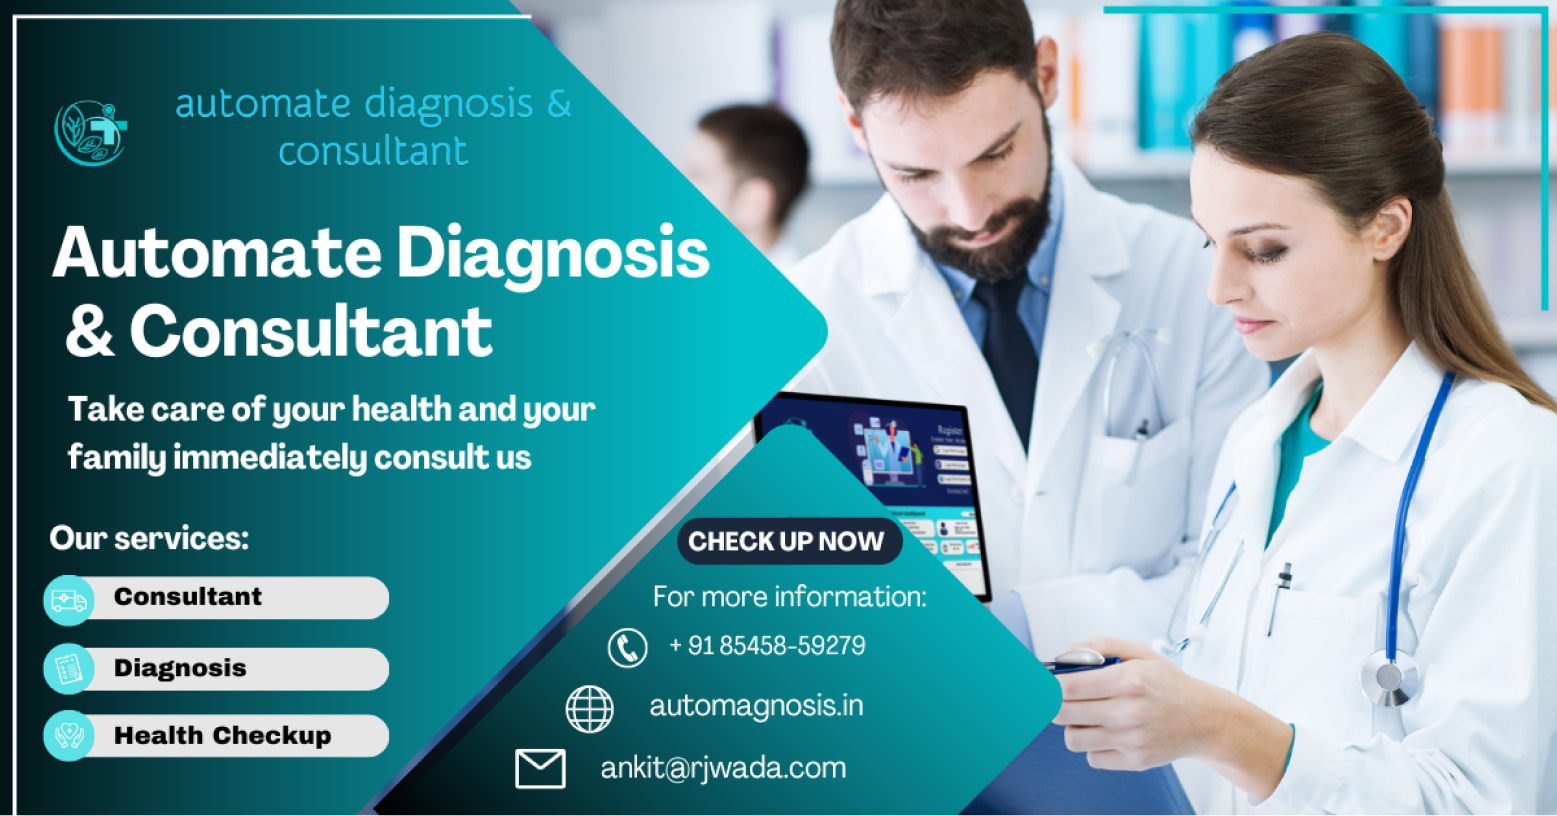 automate diagnosis &
consultant
Automate Diagnosis
& Consultant
Take care of your health and your
family immediately consult us
Our services:
Consultant
Diagnosis
Health Checkup
Register
CHECK UP NOW
For more information:
+ 91 85458-59279
automagnosis.in
ankit@rjwada.com